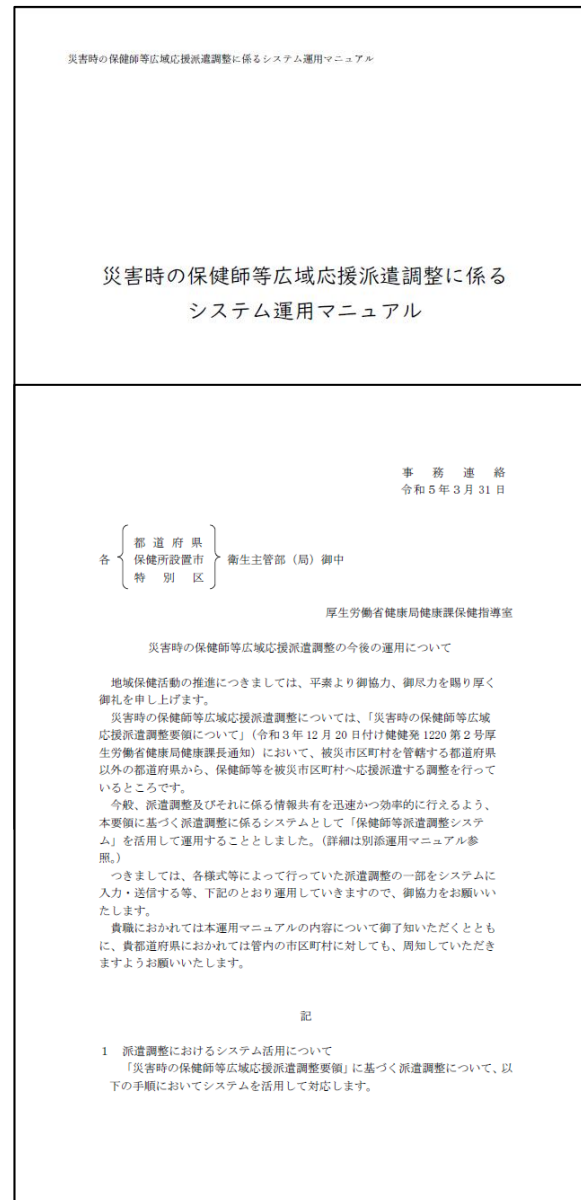 災害時の保健師等広域応援派遣調整に係るシステム運用マニュアル
災害時の保健師等広域応援派遣調整に係る
システム運用マニュアル
事務連絡
令和5年3月31日
都道府県
各 保健所設置市 衛生主管部（局）御中
特別区
厚生労働省健康局健康課保健指導室
災害時の保健師等広域応援派遣調整の今後の運用について
地域保健活動の推進につきましては、平素より御協力、御尽力を賜り厚く
御礼を申し上げます。
災害時の保健師等広域応援派遣調整については、「災害時の保健師等広域
応援派遣調整要領について」（令和3年12月20日付け健健発1220第2号厚
生労働省健康局健康課長通知）において、被災市区町村を管轄する都道府県
以外の都道府県から、保健師等を被災市区町村へ応援派遣する調整を行って
いるところです。
今般、派遣調整及びそれに係る情報共有を迅速かつ効率的に行えるよう、
本要領に基づく派遣調整に係るシステムとして「保健師等派遣調整システ
ム」を活用して運用することとしました。（詳細は別添運用マニュアル参
照。）
つきましては、各様式等によって行っていた派遣調整の一部をシステムに
入力・送信する等、下記のとおり運用していきますので、御協力をお願いい
たします。
貴職におかれては本運用マニュアルの内容について御了知いただくととも
に、貴都道府県におかれては管内の市区町村に対しても、周知していただき
ますようお願いいたします。
記
1 派遣調整におけるシステム活用について
「災害時の保健師等広域応援派遣調整要領」に基づく派遣調整について、以
下の手順においてシステムを活用して対応します。